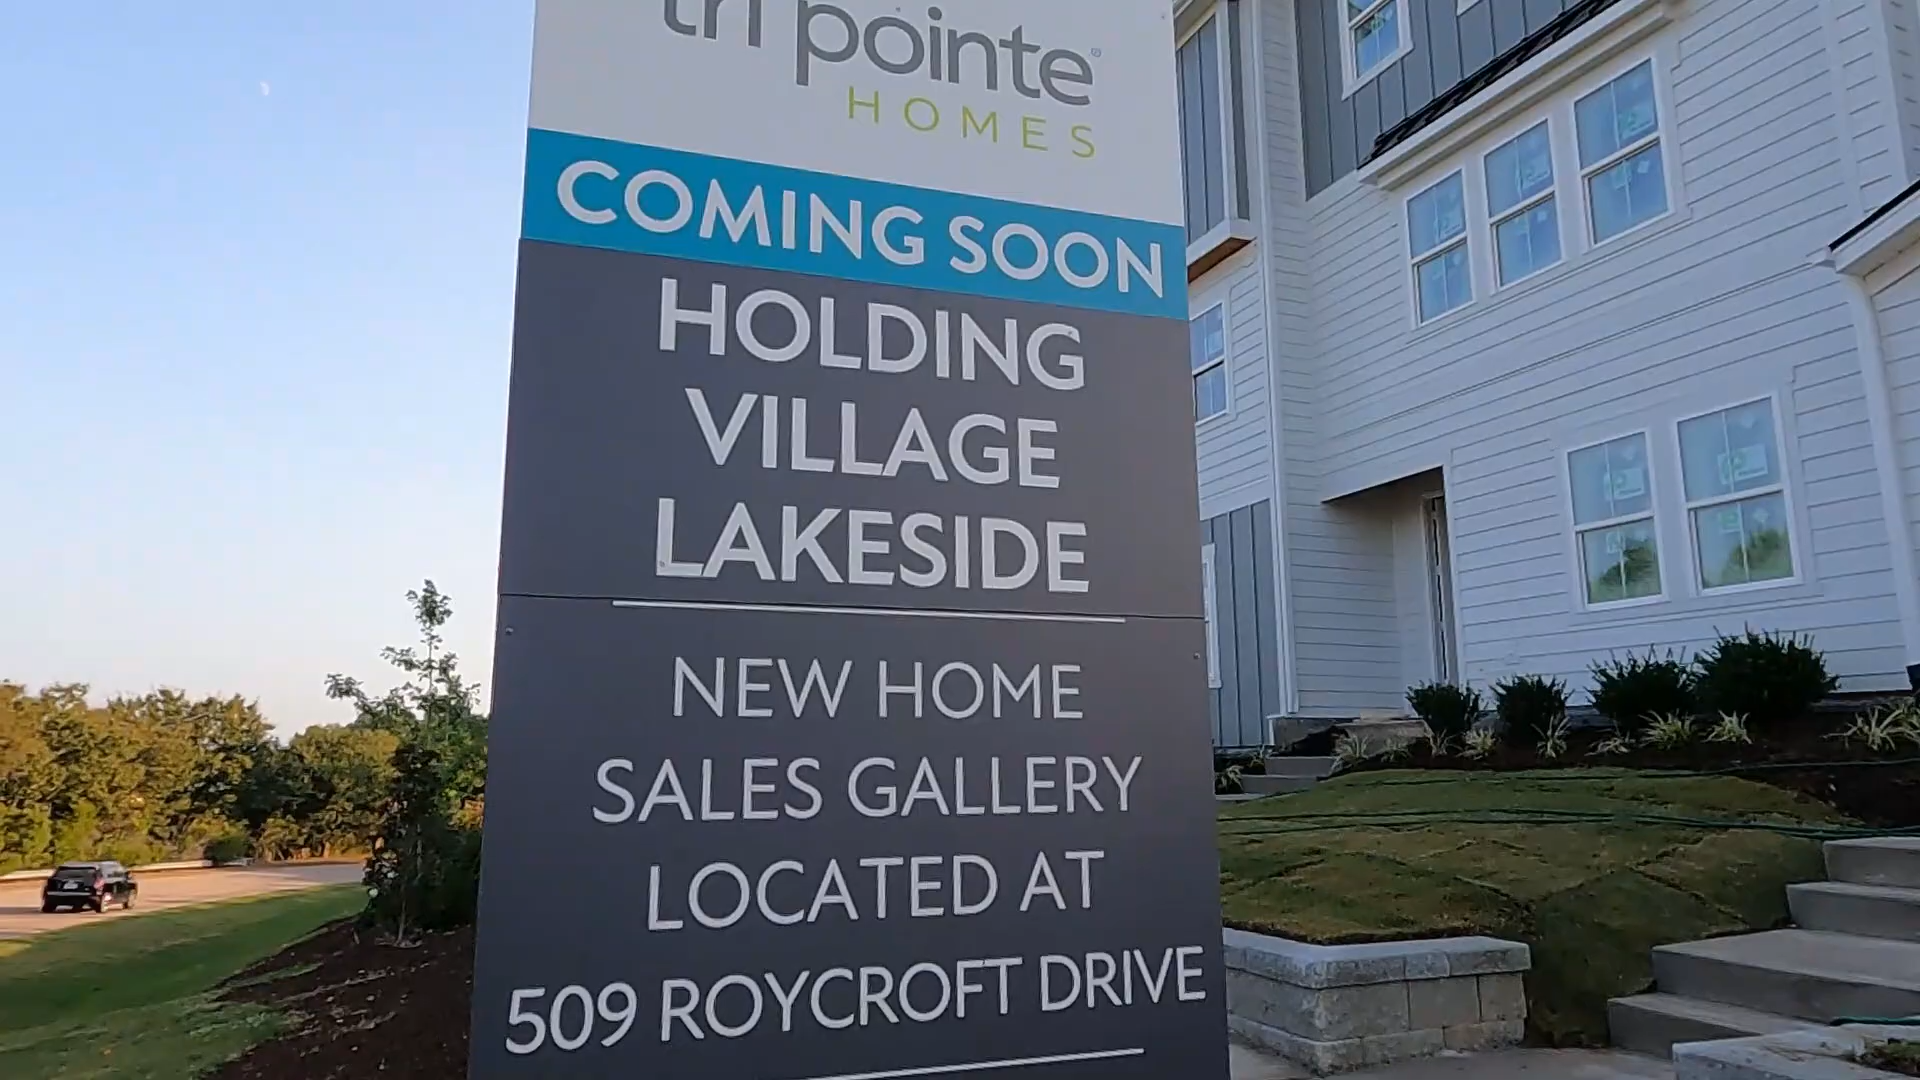 tri pointe
HOMES
COMING SOON
HOLDING
VILLAGE
LAKESIDE
NEW HOME
SALES GALLERY
LOCATED AT
509 ROYCROFT DRIVE